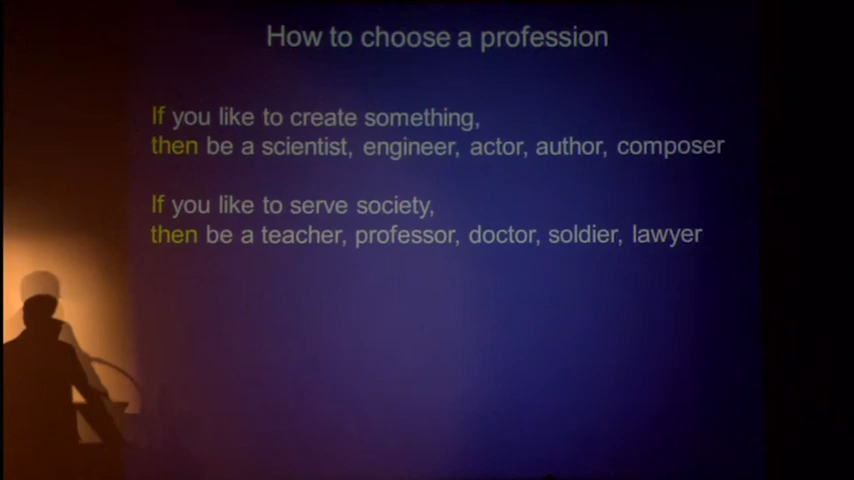 How to choose a profession
If you like to create something,
then be a scientist, engineer, actor, author, composer
If you like to serve society,
then be a teacher, professor, doctor, soldier, lawyer